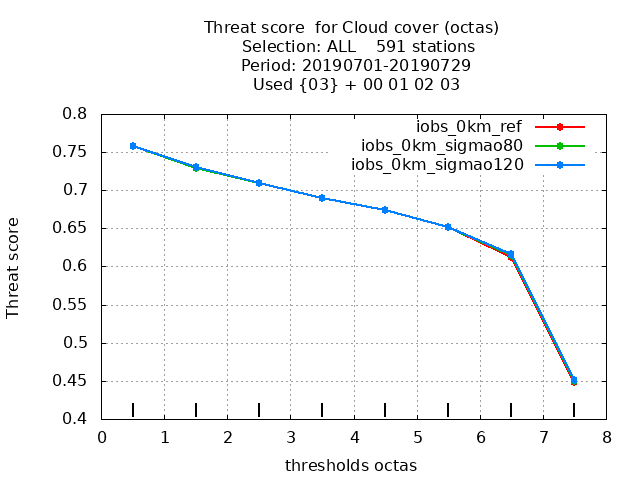 Threat score  for Cloud cover (octas)
Selection: ALL    591 stations
Period: 20190701-20190729
Used {03} + 00 01 02 03
iobs_0km_ref
iobs_0km_sigmao80
iobs_0km_sigmao120
Threat score
0.8
0.75
0.7
0.65
0.6
0.55
0.5
0.45
0.4
0 1 2 3 4 5 6 7 8
thresholds octas